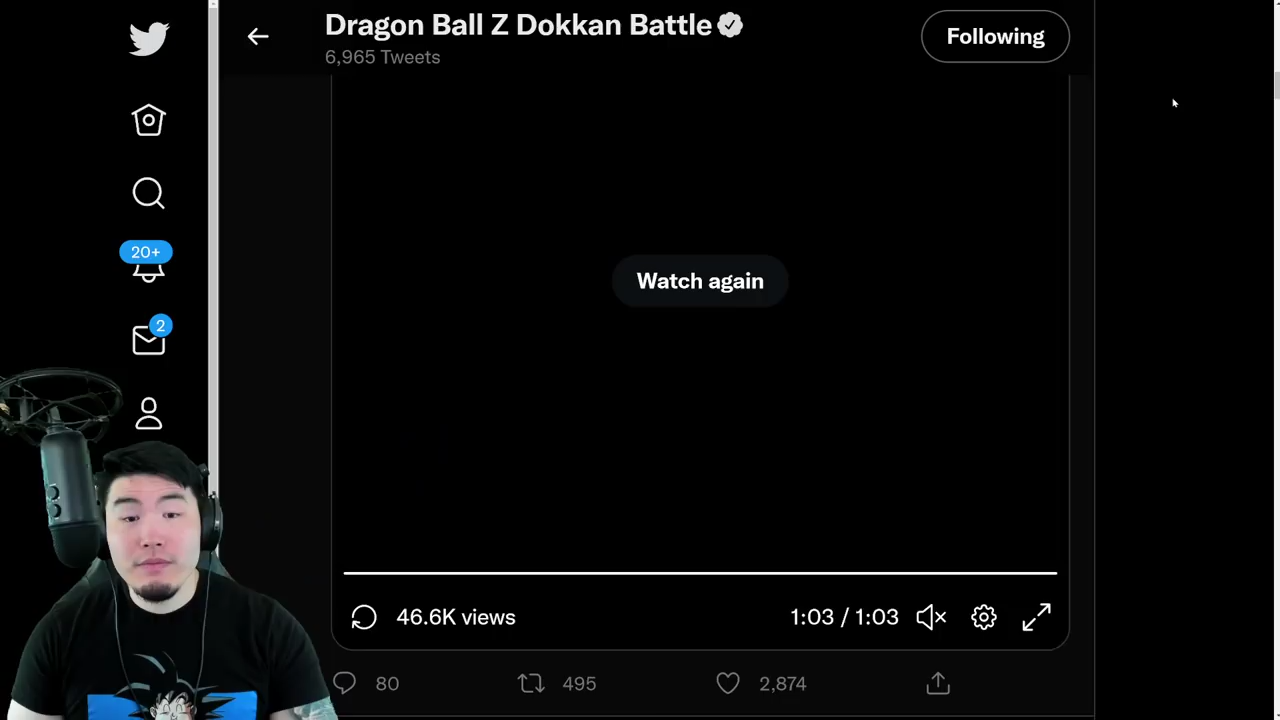 Dragon Ball Z Dokkan Battle
6,965 Tweets
Following
20+
Watch again
2
46.6K views
1:03 / 1:03
80
495
2,874